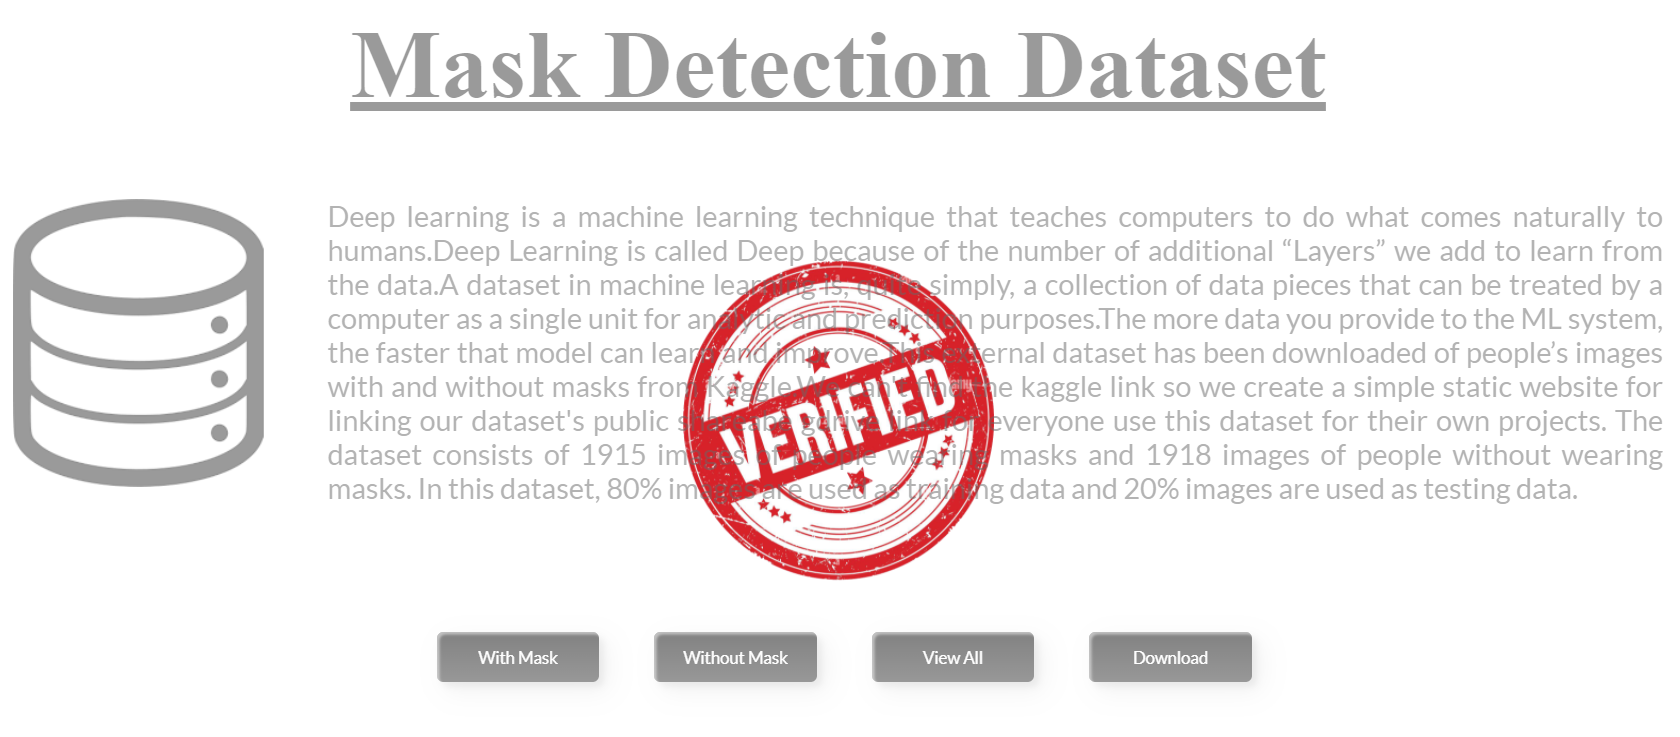 Mask Detection Dataset
Deep learning is a machine learning technique that teaches computers to do what comes naturally to
humans.Deep Learning is called Deep because of the number of additional “Layers” we add to learn from
the data.A dataset in machine learning is, quite simply, a collection of data pieces that can be treated by a
computer as a single unit for analytic and prediction purposes.The more data you provide to the ML system,
the faster that model can learn and improve.This internal dataset has been downloaded of people’s images
with and without masks from Kaggle.We can't find the kaggle link so we create a simple static website for
linking our dataset's public gdrive link for everyone use this dataset for their own projects. The
dataset consists of 1915 images of people wearing masks and 1918 images of people without wearing
masks. In this dataset, 80% images are used as training data and 20% images are used as testing data.
VERIFIED
With Mask
Without Mask
View All
Download